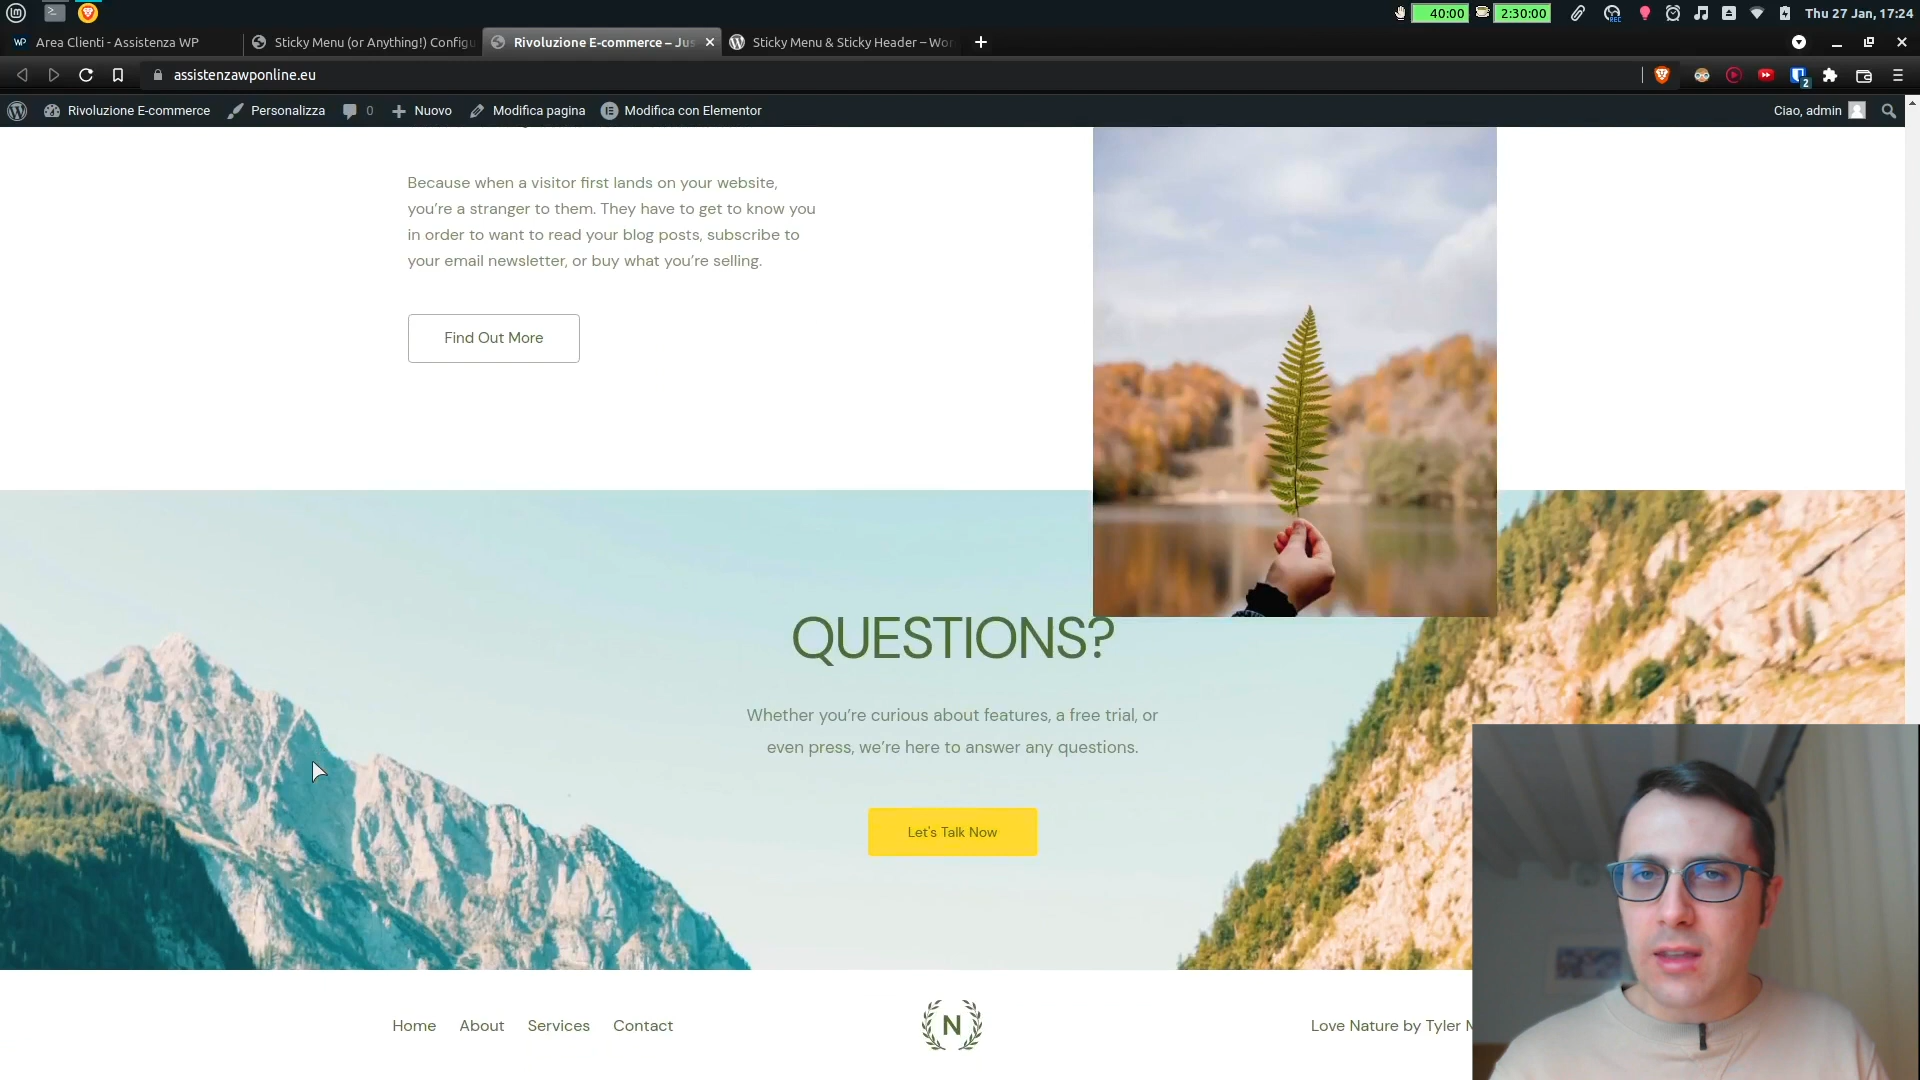 40:00
2:30:00
REC
Thu 27 Jan, 17:24
WP
Area Clienti - Assistenza WP
Sticky Menu (or Anything!) Configu
Rivoluzione E-commerce – Jus
Sticky Menu & Sticky Header – Wor
assistenzawponline.eu
2
Rivoluzione E-commerce
Personalizza
0
Nuovo
Modifica pagina
Modifica con Elementor
Ciao, admin
Because when a visitor first lands on your website,
you’re a stranger to them. They have to get to know you
in order to want to read your blog posts, subscribe to
your email newsletter, or buy what you’re selling.
Find Out More
QUESTIONS?
Whether you’re curious about features, a free trial, or
even press, we’re here to answer any questions.
Let's Talk Now
Home
About
Services
Contact
N
Love Nature by Tyler M